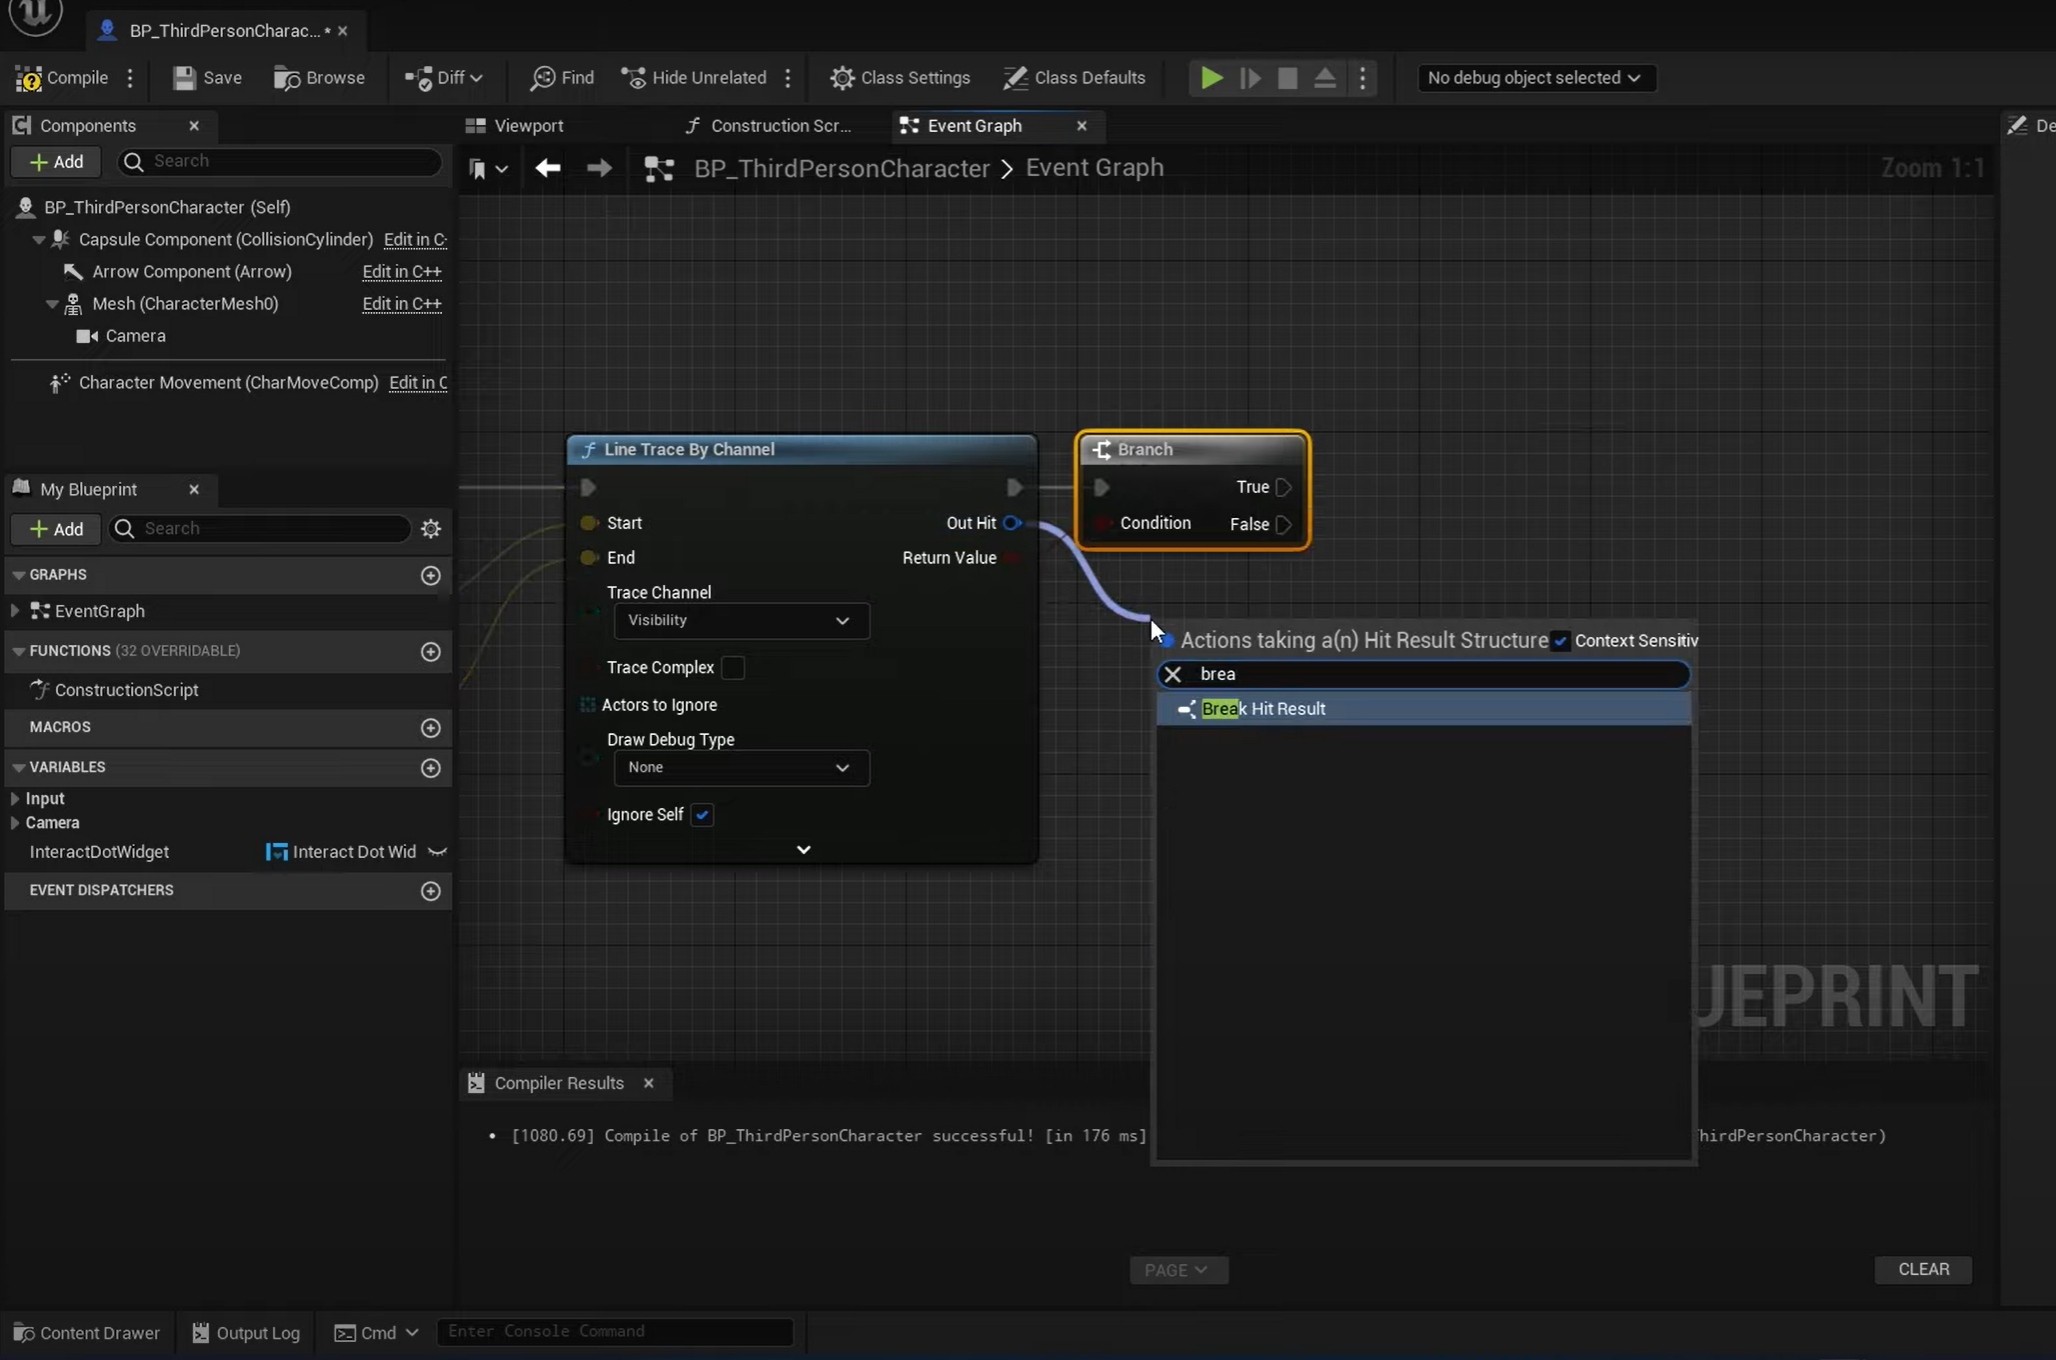 BP_ThirdPersonCharac... •
Compile
Save
Browse
Diff
Find
Hide Unrelated
Class Settings
Class Defaults
No debug object selected
Components
Add
Search
BP_ThirdPersonCharacter (Self)
Capsule Component (CollisionCylinder) Edit in C
Arrow Component (Arrow) Edit in C++
Mesh (CharacterMesh0) Edit in C++
Camera
Character Movement (CharMoveComp) Edit in C
My Blueprint
Add
Search
GRAPHS
EventGraph
FUNCTIONS (32 OVERRIDABLE)
ConstructionScript
MACROS
VARIABLES
Input
Camera
InteractDotWidget Interact Dot Wid
EVENT DISPATCHERS
Viewport
Construction Scr...
Event Graph
De
BP_ThirdPersonCharacter > Event Graph
Zoom 1:1
Line Trace By Channel
Start
Out Hit
End
Return Value
Trace Channel
Visibility
Trace Complex
Actors to Ignore
Draw Debug Type
None
Ignore Self
Branch
True
Condition
False
Actions taking a(n) Hit Result Structure
Context Sensitiv
brea
Break Hit Result
UEPRINT
Compiler Results
• [1080.69] Compile of BP_ThirdPersonCharacter successful! [in 176 ms]
hirdPersonCharacter)
PAGE
CLEAR
Content Drawer
Output Log
Cmd
Enter Console Command